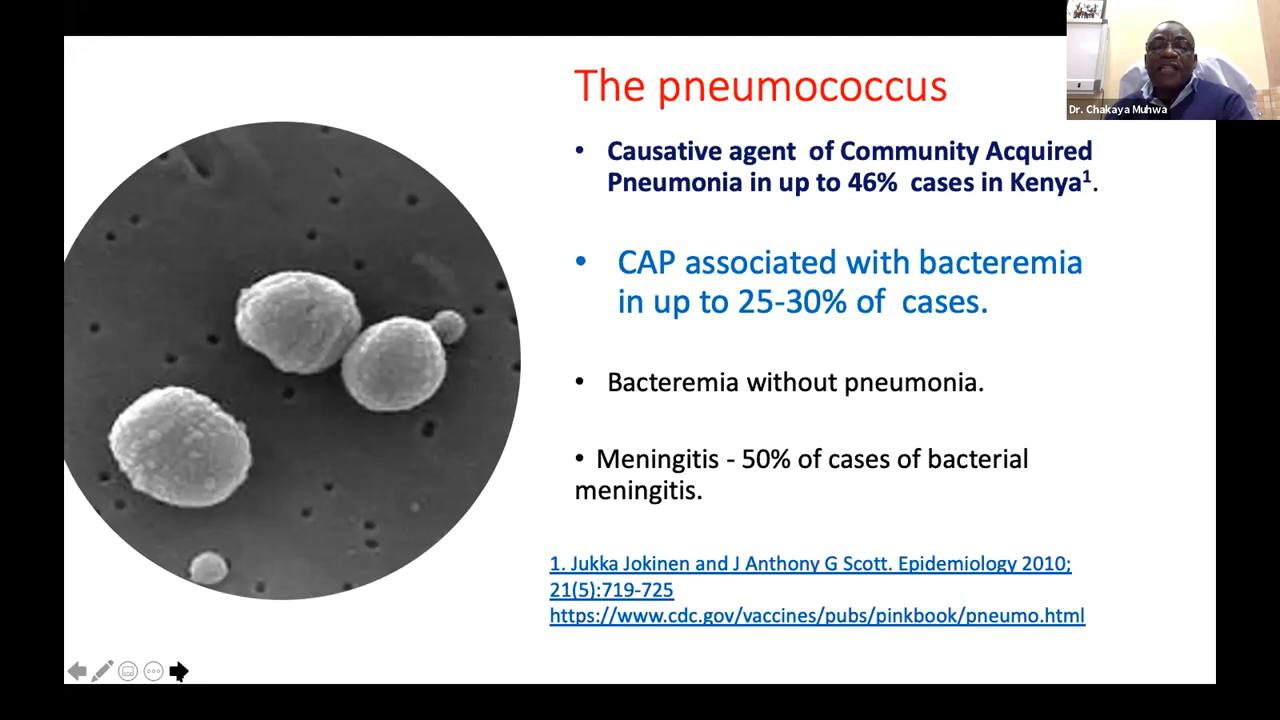 The pneumococcus
Dr. Chakaya Muhwa
• Causative agent of Community Acquired
Pneumonia in up to 46% cases in Kenya¹.
• CAP associated with bacteremia
in up to 25-30% of cases.
• Bacteremia without pneumonia.
• Meningitis - 50% of cases of bacterial
meningitis.
1. Jukka Jokinen and J Anthony G Scott. Epidemiology 2010;
21(5):719-725
https://www.cdc.gov/vaccines/pubs/pinkbook/pneumo.html